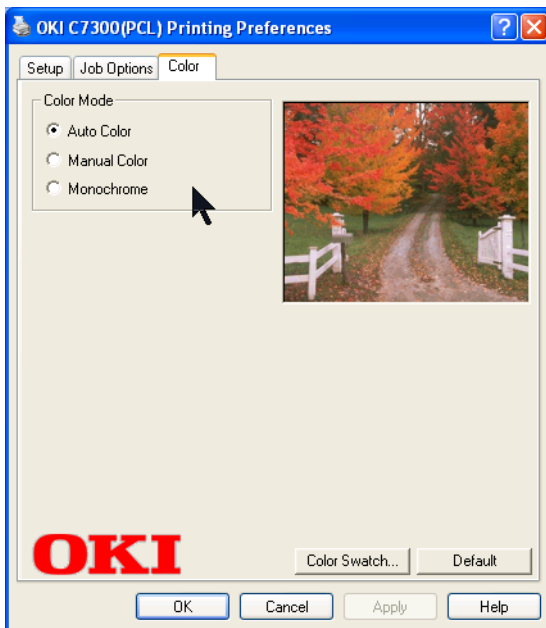 OKI C7300(PCL) Printing Preferences
Setup Job Options Color
Color Mode
Auto Color
Manual Color
Monochrome
OKI
Color Swatch... Default
OK Cancel Apply Help